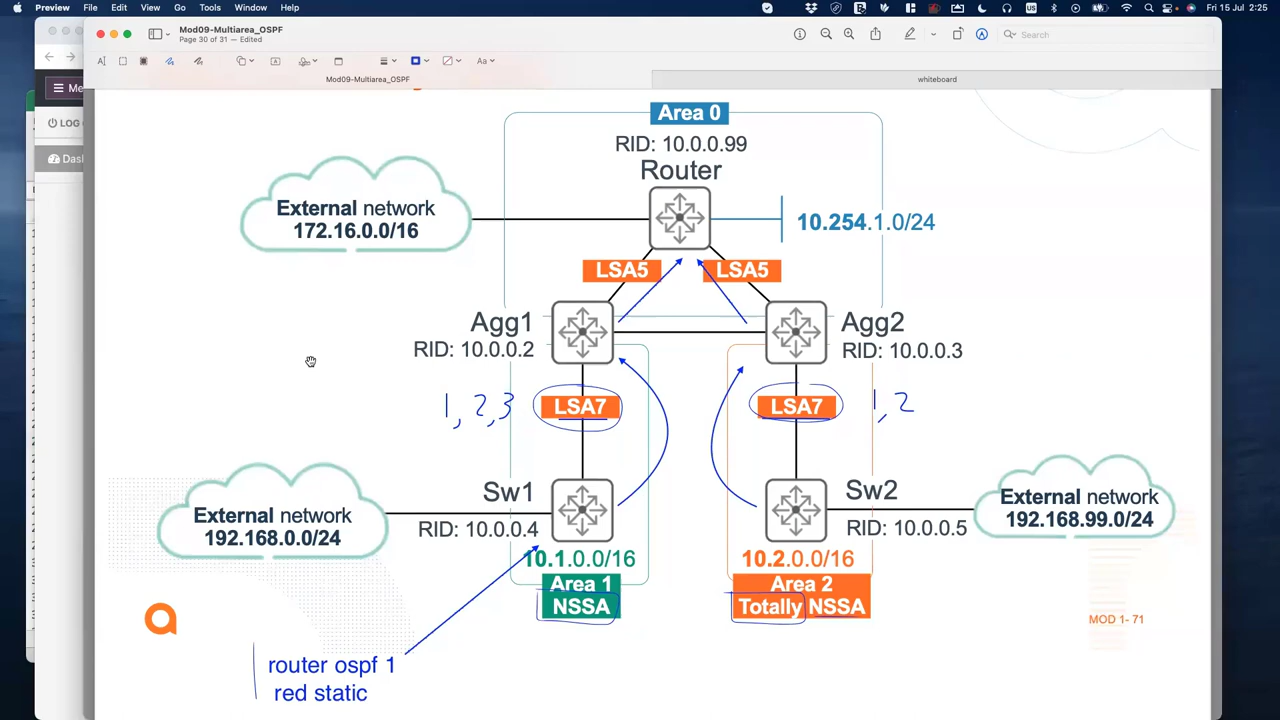 Preview File Edit View Go Tools Window Help
Fri 15 Jul 2:25
Mod09-Multiarea_OSPF
Page 30 of 31 — Edited
Search
Aa
Mod09-Multiarea_OSPF
whiteboard
Me
LOG
Dash
Area 0
RID: 10.0.0.99
Router
External network
172.16.0.0/16
10.254.1.0/24
LSA5
LSA5
Agg1
RID: 10.0.0.2
Agg2
RID: 10.0.0.3
1, 2, 3
LSA7
LSA7
1, 2
Sw1
RID: 10.0.0.4
Sw2
RID: 10.0.0.5
External network
192.168.0.0/24
External network
192.168.99.0/24
10.1.0.0/16
10.2.0.0/16
Area 1
NSSA
Area 2
Totally NSSA
MOD 1- 71
router ospf 1
red static